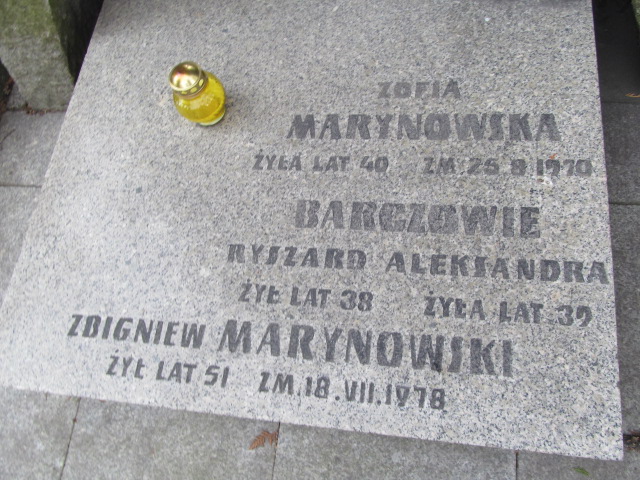 ZOFIA
MARYNOWSKA
ŻYŁA LAT 40 ZM. 26 8 1970
BARCZOWIE
RYSZARD ALEKSANDRA
ŻYŁ LAT 38 ŻYŁA LAT 39
ZBIGNIEW MARYNOWSKI
ŻYŁ LAT 51 ZM. 18.VII.1978